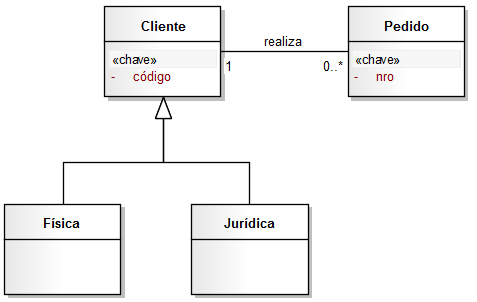 Cliente
Pedido
«chave»
- código
realiza
1
0..*
«chave»
- nro
Física
Jurídica